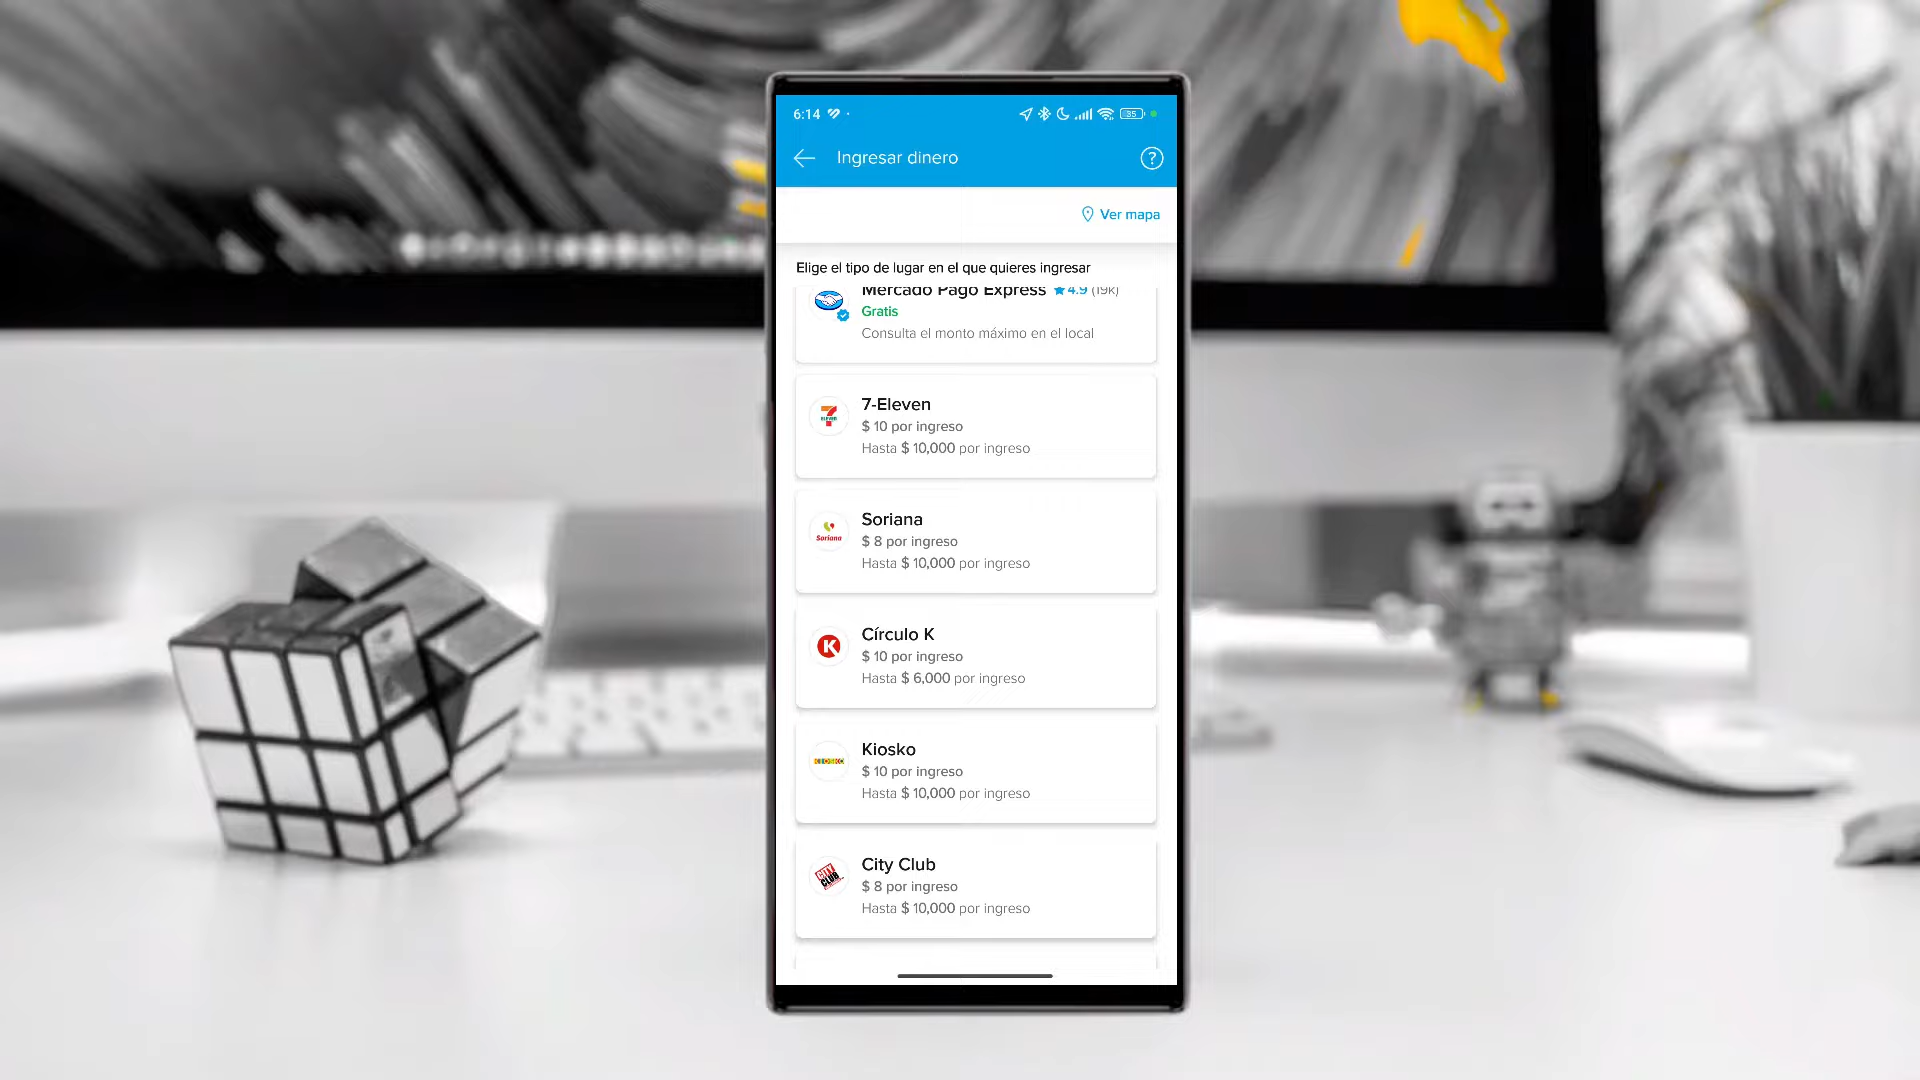 6:14
35
Ingresar dinero
?
Ver mapa
Elige el tipo de lugar en el que quieres ingresar
Mercado Pago Express 4.9 (19k)
Gratis
Consulta el monto máximo en el local
7-Eleven
$ 10 por ingreso
Hasta $ 10,000 por ingreso
Soriana
Soriana
$ 8 por ingreso
Hasta $ 10,000 por ingreso
K
Círculo K
$ 10 por ingreso
Hasta $ 6,000 por ingreso
Kiosko
$ 10 por ingreso
Hasta $ 10,000 por ingreso
CITY CLUB
City Club
$ 8 por ingreso
Hasta $ 10,000 por ingreso